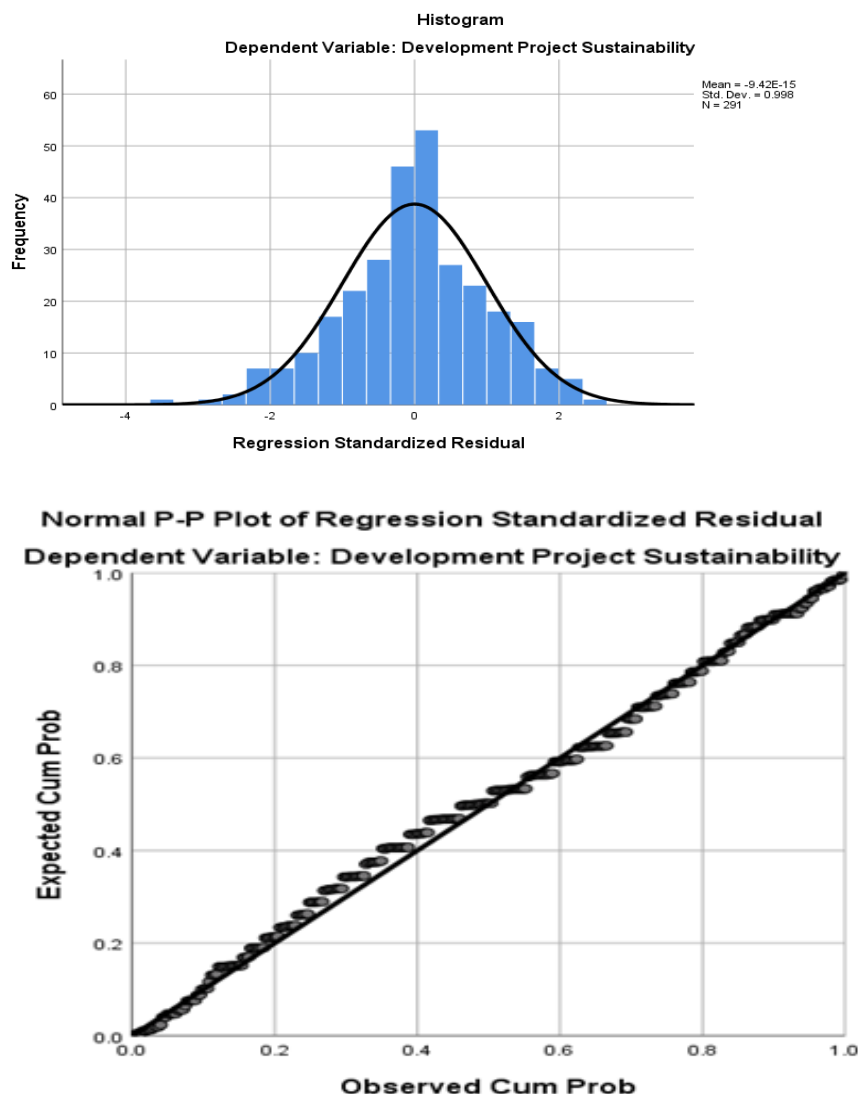 Histogram
Dependent Variable: Development Project Sustainability
Mean = -9.42E-15
Std. Dev. = 0.998
N = 291
60
50
40
30
20
10
0
Frequency
-4 -2 0 2
Regression Standardized Residual
Normal P-P Plot of Regression Standardized Residual
Dependent Variable: Development Project Sustainability
1.0
0.8
0.6
0.4
0.2
0.0
Expected Cum Prob
0.0 0.2 0.4 0.6 0.8 1.0
Observed Cum Prob